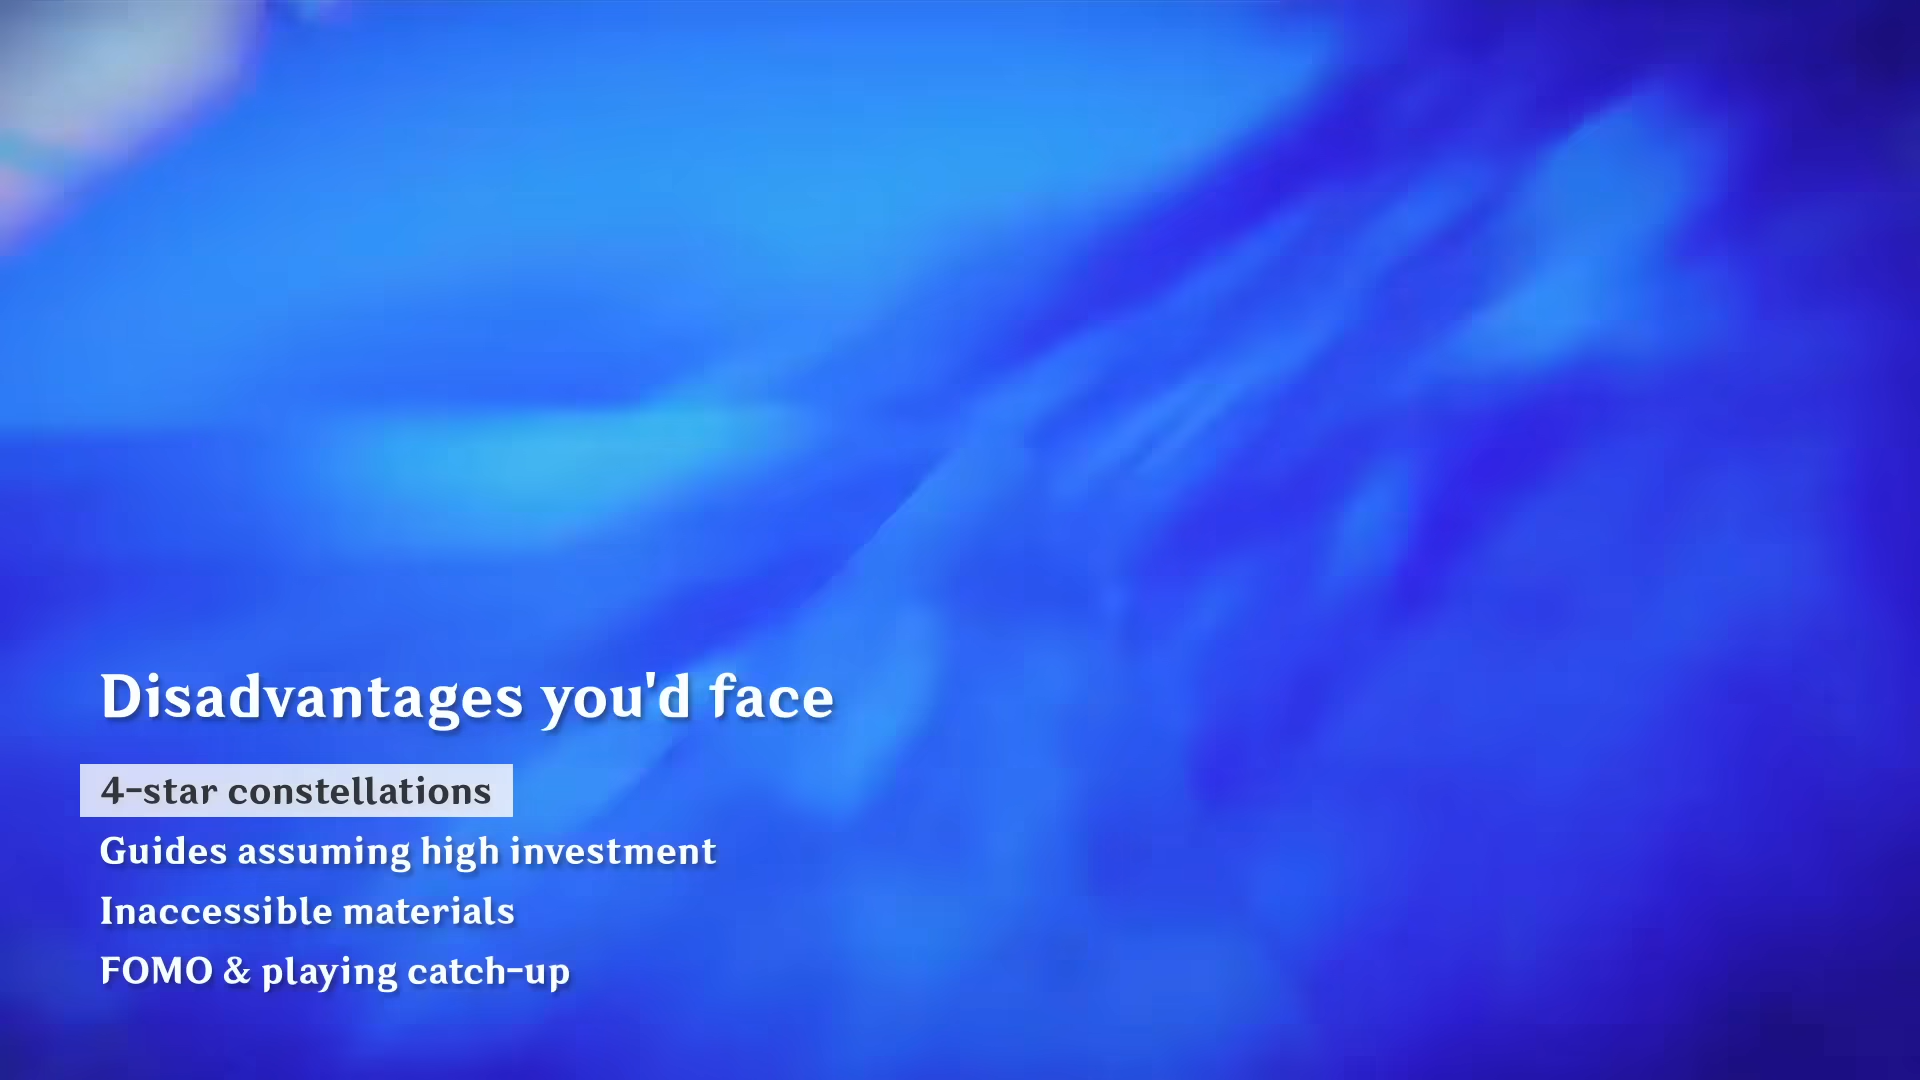 Disadvantages you'd face
4-star constellations
Guides assuming high investment
Inaccessible materials
FOMO & playing catch-up